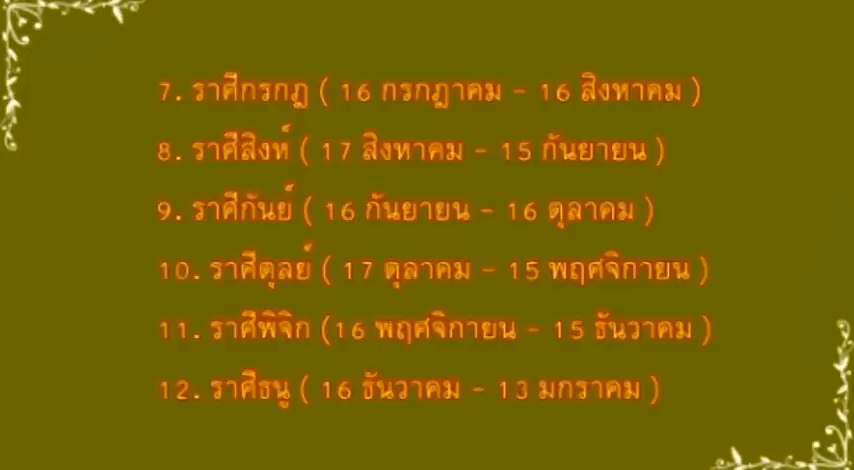 7. ราศีกรกฎ ( 16 กรกฎาคม - 16 สิงหาคม )
8. ราศีสิงห์ ( 17 สิงหาคม - 15 กันยายน )
9. ราศีกันย์ ( 16 กันยายน - 16 ตุลาคม )
10. ราศีตุลย์ ( 17 ตุลาคม - 15 พฤศจิกายน )
11. ราศีพิจิก (16 พฤศจิกายน - 15 ธันวาคม )
12. ราศีธนู ( 16 ธันวาคม - 13 มกราคม )